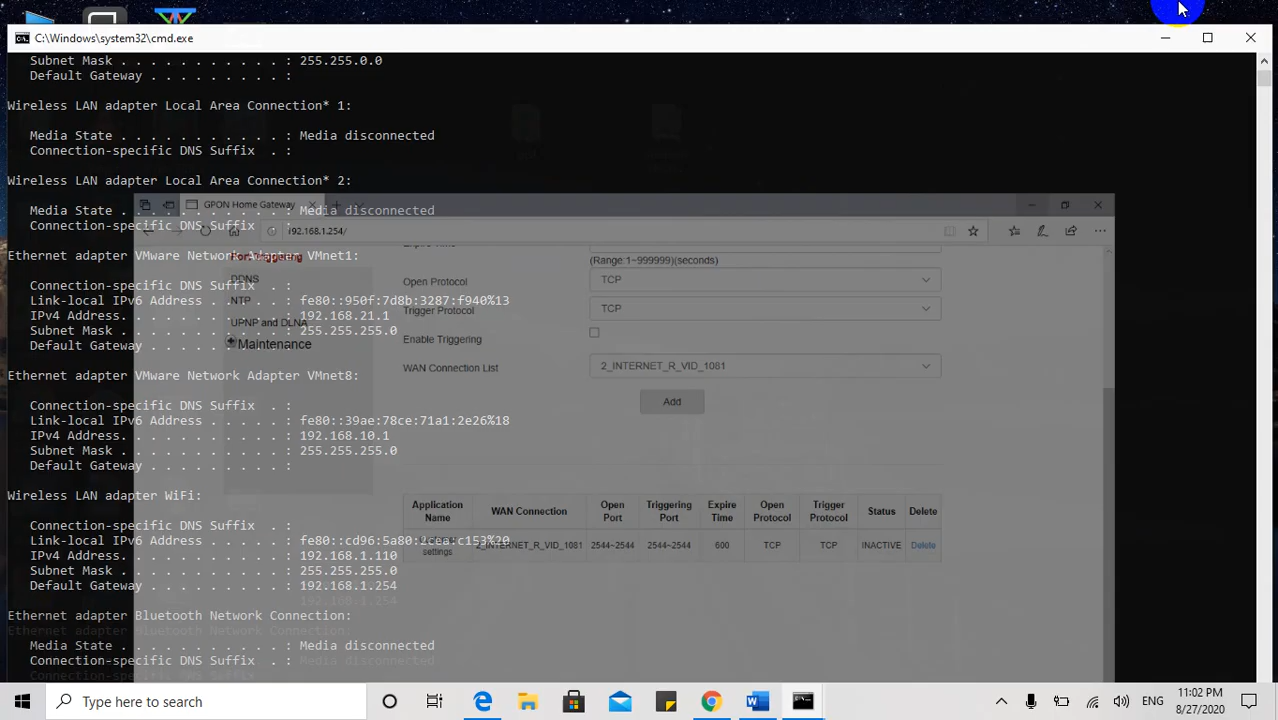 C:\Windows\system32\cmd.exe
Subnet Mask . . . . . . . . . . . : 255.255.0.0
Default Gateway . . . . . . . . . :
Wireless LAN adapter Local Area Connection* 1:
Media State . . . . . . . . . . . : Media disconnected
Connection-specific DNS Suffix  . :
Wireless LAN adapter Local Area Connection* 2:
Media State . . . . . . . . . . . : Media disconnected
Connection-specific DNS Suffix  . :
Ethernet adapter VMware Network Adapter VMnet1:
Connection-specific DNS Suffix  . :
Link-local IPv6 Address . . . . . : fe80::950f:7d8b:3287:f940%13
IPv4 Address. . . . . . . . . . . : 192.168.21.1
Subnet Mask . . . . . . . . . . . : 255.255.255.0
Default Gateway . . . . . . . . . :
Ethernet adapter VMware Network Adapter VMnet8:
Connection-specific DNS Suffix  . :
Link-local IPv6 Address . . . . . : fe80::39ae:78ce:71a1:2e26%18
IPv4 Address. . . . . . . . . . . : 192.168.10.1
Subnet Mask . . . . . . . . . . . : 255.255.255.0
Default Gateway . . . . . . . . . :
Wireless LAN adapter WiFi:
Connection-specific DNS Suffix  . :
Link-local IPv6 Address . . . . . :
IPv4 Address. . . . . . . . . . . : 192.168.1.110
Subnet Mask . . . . . . . . . . . : 255.255.255.0
Default Gateway . . . . . . . . . : 192.168.1.254
Ethernet adapter Bluetooth Network Connection:
Media State . . . . . . . . . . . : Media disconnected
Connection-specific DNS Suffix  . :
GPON Home Gateway
192.168.1.254/
Port Triggering
DDNS
NTP
UPNP and DLNA
Maintenance
Expire Time
(Range:1~999999)(seconds)
Open Protocol TCP
Trigger Protocol TCP
Enable Triggering
WAN Connection List 2_INTERNET_R_VID_1081
Add
Application Name WAN Connection Open Port Triggering Port Expire Time Open Protocol Trigger Protocol Status Delete
settings 2_INTERNET_R_VID_1081 2544~2544 2544~2544 600 TCP TCP INACTIVE Delete
Type here to search
ENG
11:02 PM
8/27/2020